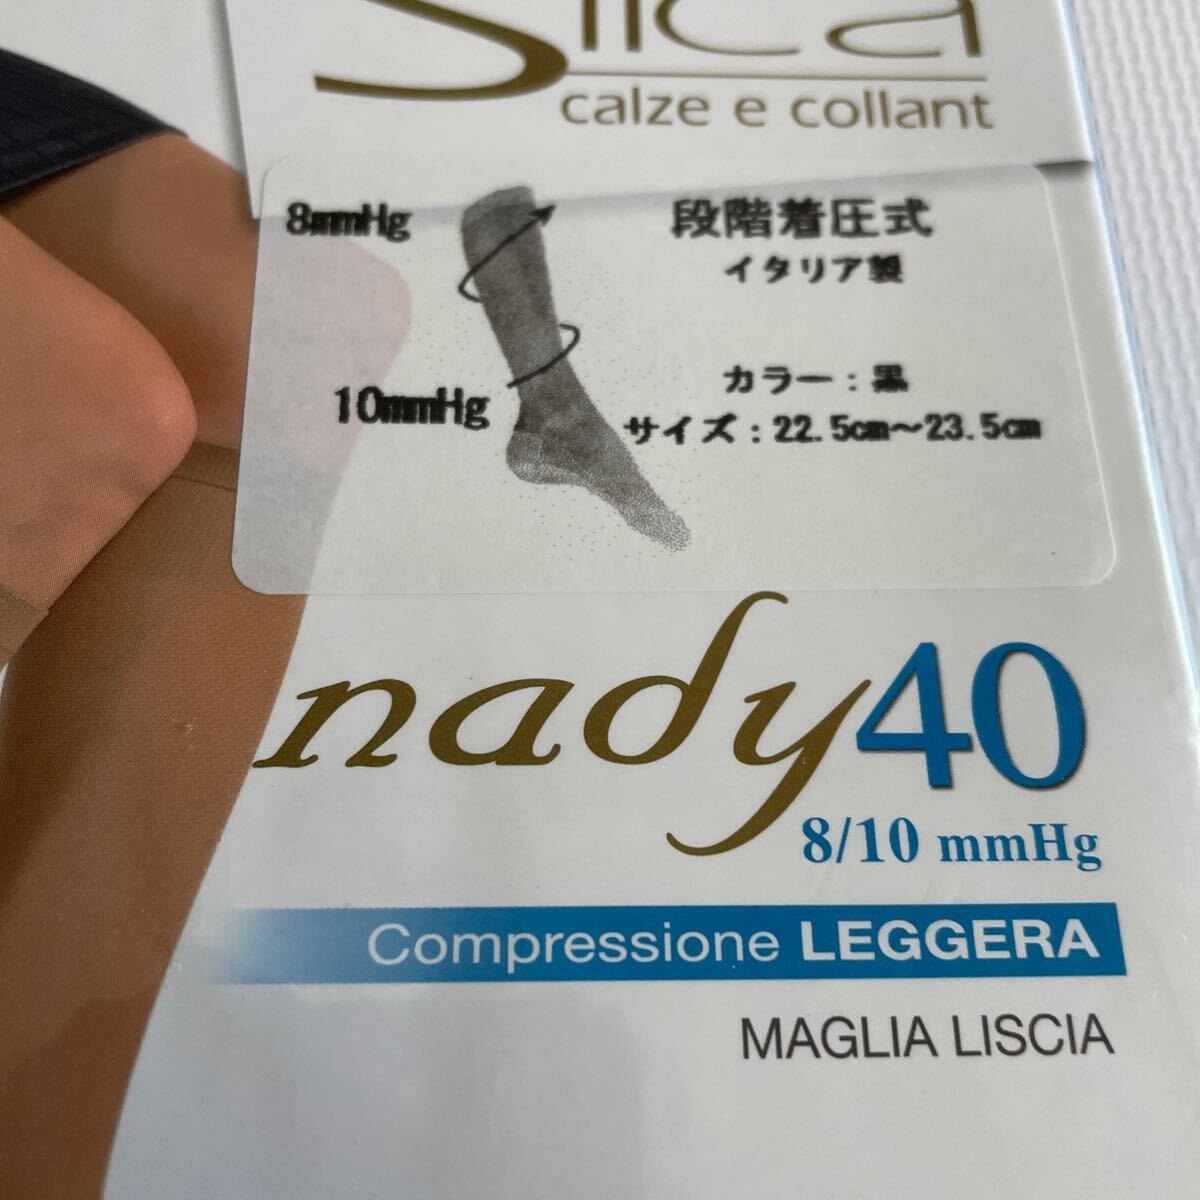 calze e collant
8mmHg
段階着圧式
イタリア製
10mmHg
カラー：黒
サイズ：22.5cm〜23.5cm
nady40
8/10 mmHg
Compressione LEGGERA
MAGLIA LISCIA